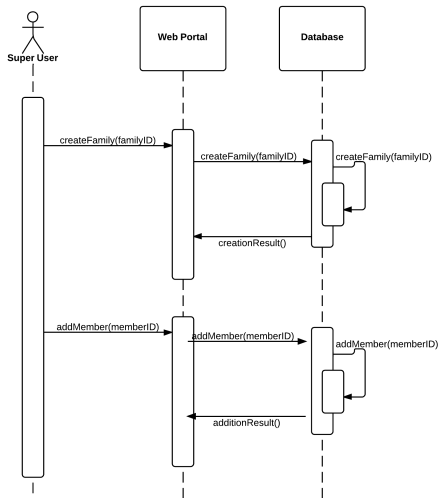 Super User
Web Portal
Database
createFamily(familyID)
createFamily(familyID)
createFamily(familyID)
creationResult()
addMember(memberID)
addMember(memberID)
addMember(memberID)
additionResult()